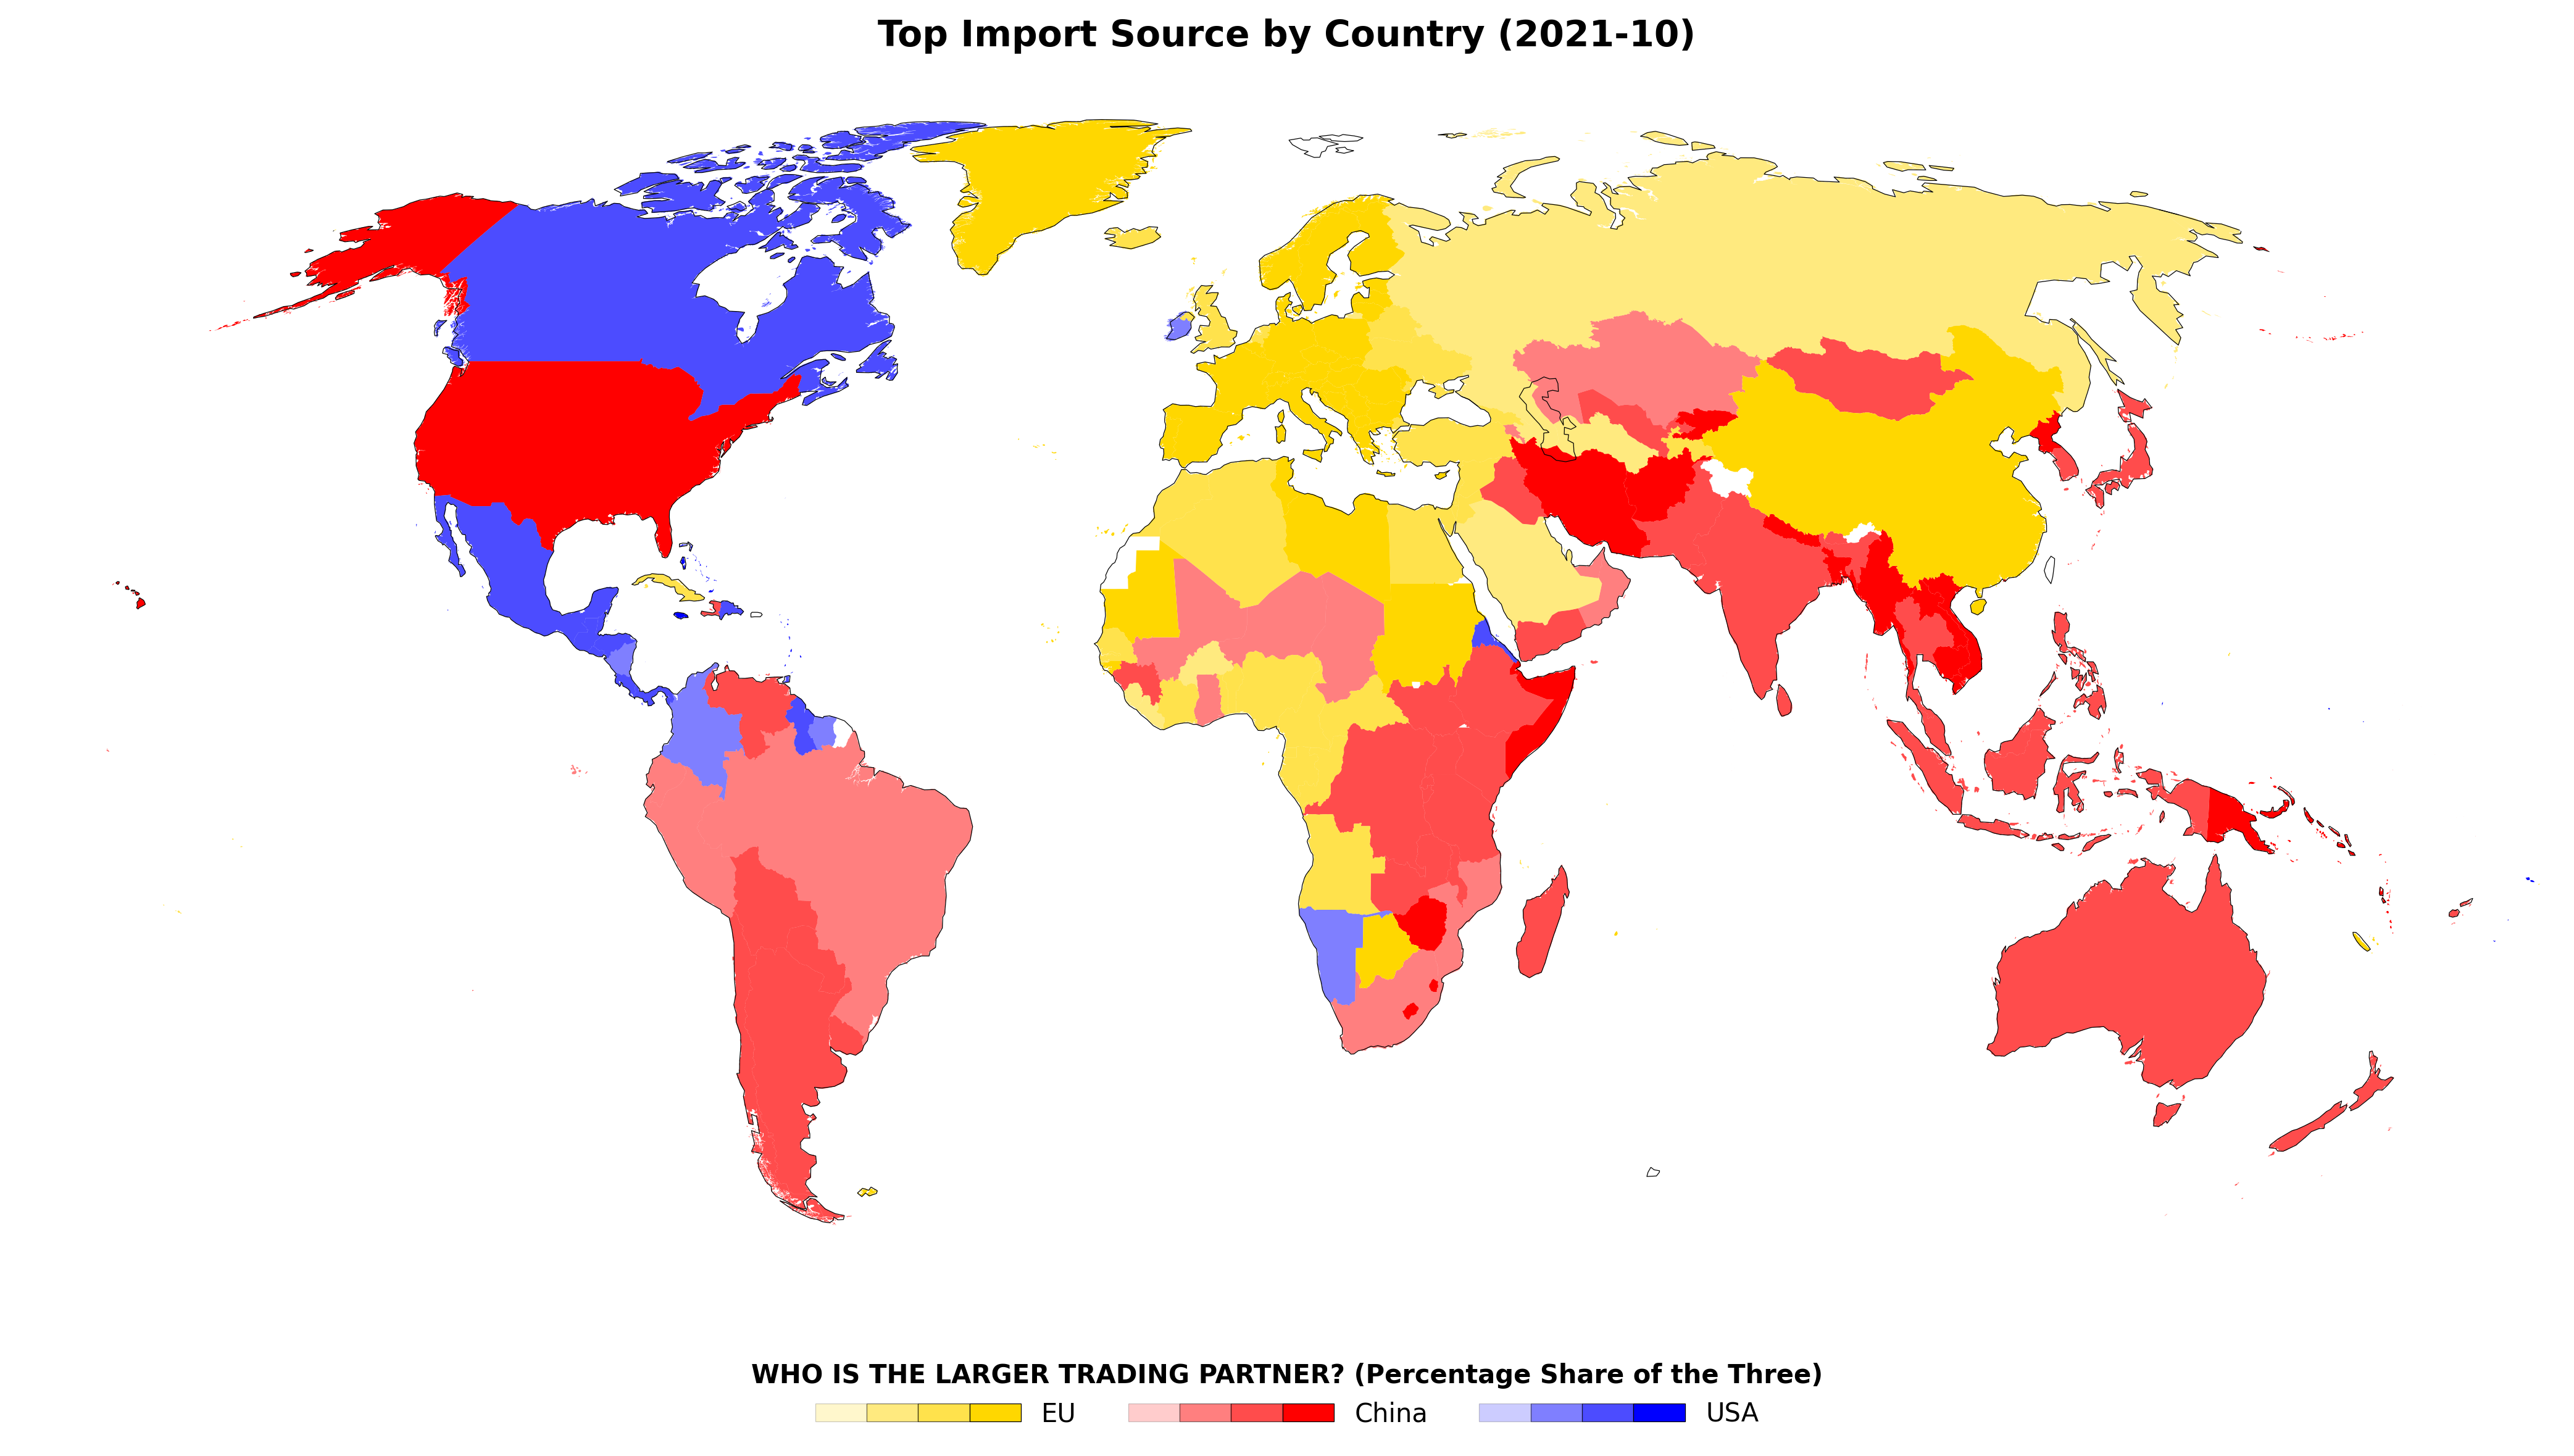 Top Import Source by Country (2021-10)
WHO IS THE LARGER TRADING PARTNER? (Percentage Share of the Three)
EU China USA